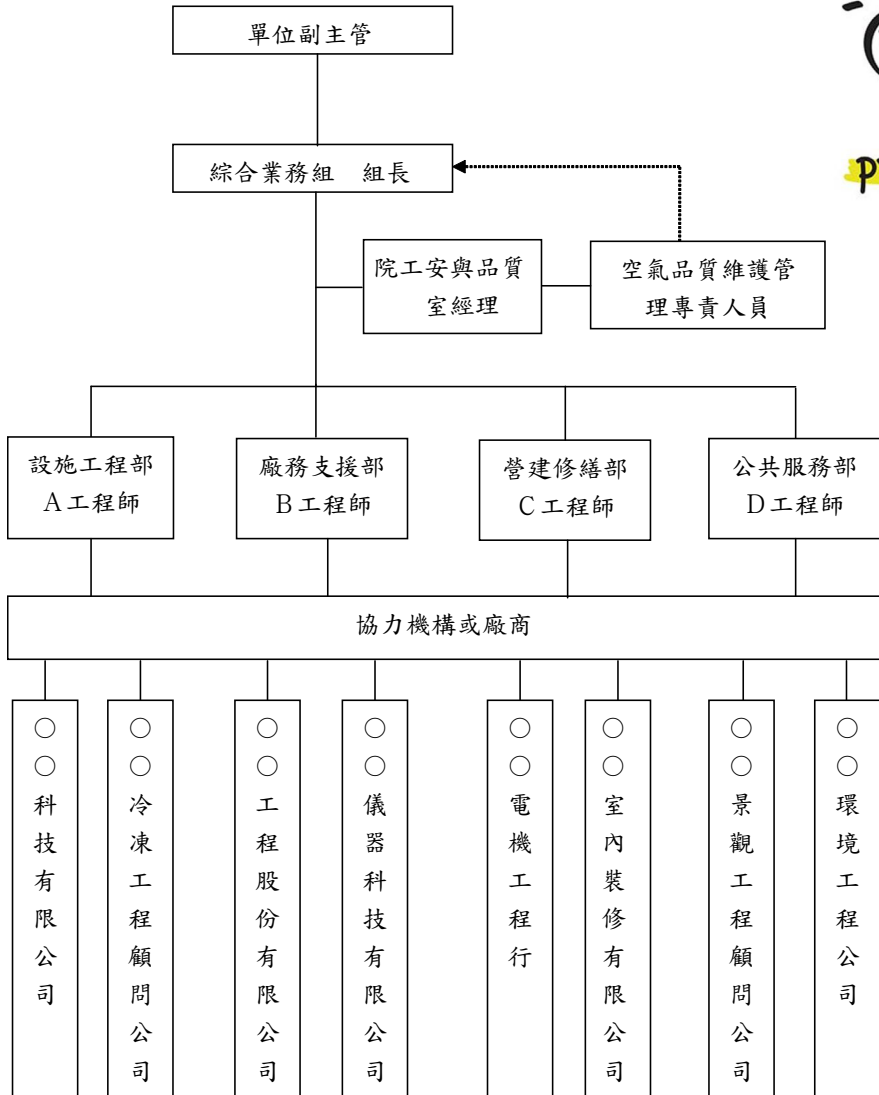 單位副主管
綜合業務組 組長
院工安與品質
室經理
空氣品質維護管
理專責人員
設施工程部
A工程師
廠務支援部
B工程師
營建修繕部
C工程師
公共服務部
D工程師
協力機構或廠商
○○科技有限公司
○○冷凍工程顧問公司
○○工程股份有限公司
○○儀器科技有限公司
○○電機工程行
○○室內裝修有限公司
○○景觀工程顧問公司
○○環境工程公司